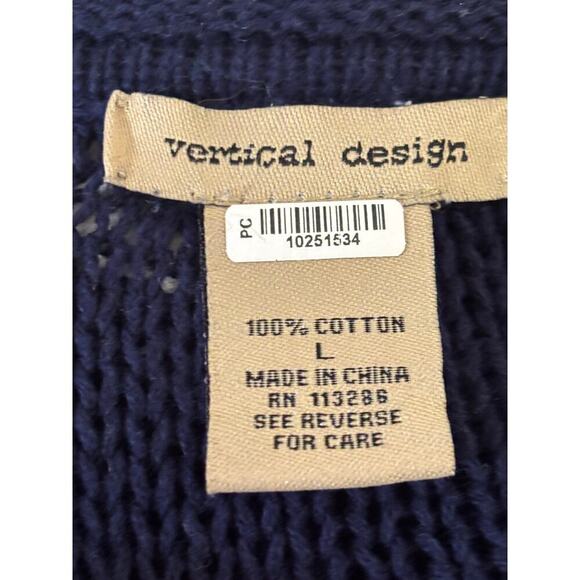 vertical design
PC
10251534
100% COTTON
L
MADE IN CHINA
RN 113286
SEE REVERSE
FOR CARE